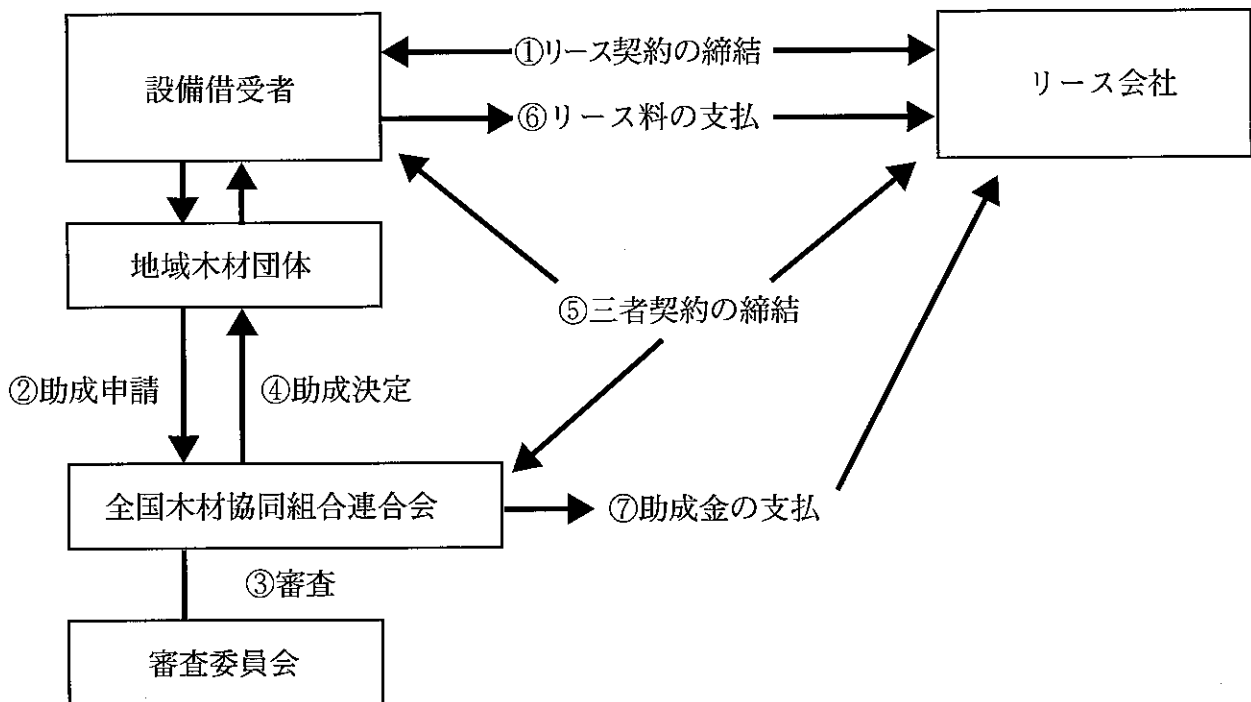 ①リース契約の締結
設備借受者
リース会社
⑥リース料の支払
地域木材団体
⑤三者契約の締結
②助成申請
④助成決定
全国木材協同組合連合会
⑦助成金の支払
③審査
審査委員会